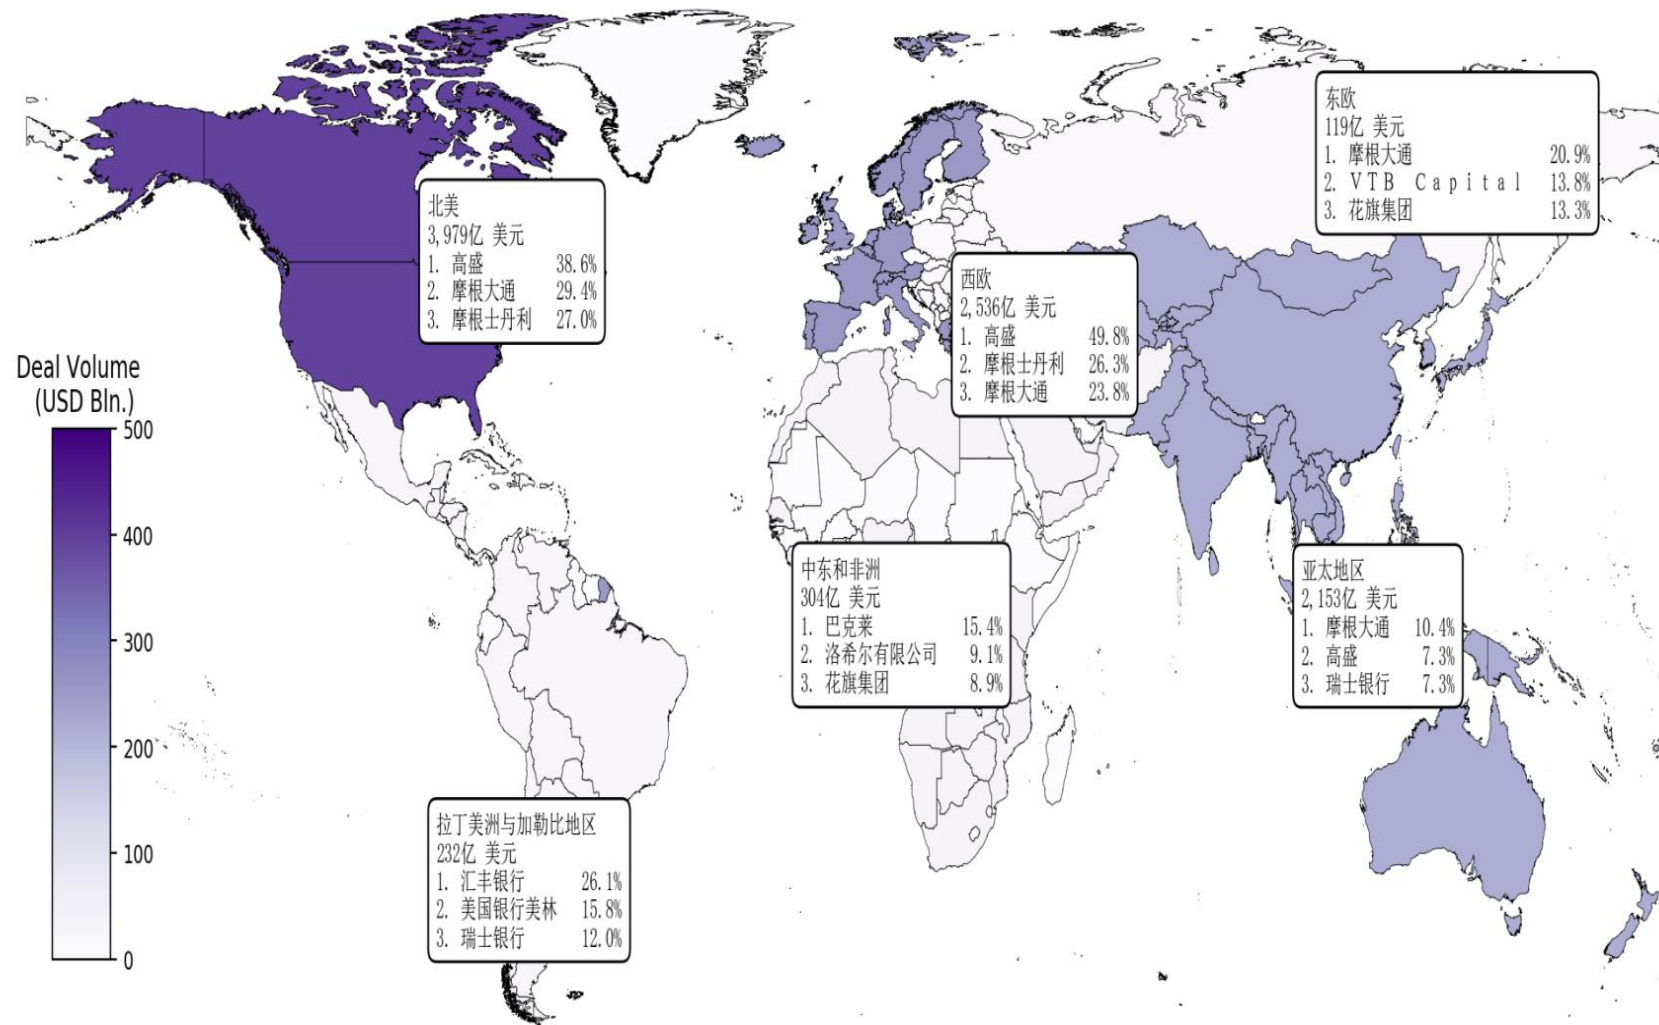 东欧
119亿 美元
1. 摩根大通 20.9%
2. VTB Capital 13.8%
3. 花旗集团 13.3%
北美
3,979亿 美元
1. 高盛 38.6%
2. 摩根大通 29.4%
3. 摩根士丹利 27.0%
西欧
2,536亿 美元
1. 高盛 49.8%
2. 摩根士丹利 26.3%
3. 摩根大通 23.8%
Deal Volume
(USD Bln.)
500
400
300
200
100
0
中东和非洲
304亿 美元
1. 巴克莱 15.4%
2. 洛希尔有限公司 9.1%
3. 花旗集团 8.9%
亚太地区
2,153亿 美元
1. 摩根大通 10.4%
2. 高盛 7.3%
3. 瑞士银行 7.3%
拉丁美洲与加勒比地区
232亿 美元
1. 汇丰银行 26.1%
2. 美国银行美林 15.8%
3. 瑞士银行 12.0%